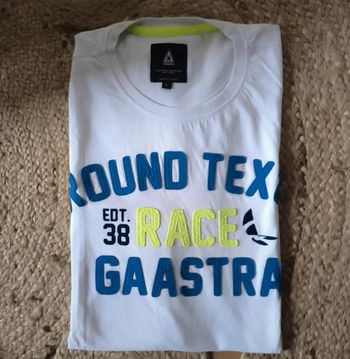 ROUND TEX
EDT.
38
RACE
GAASTRA